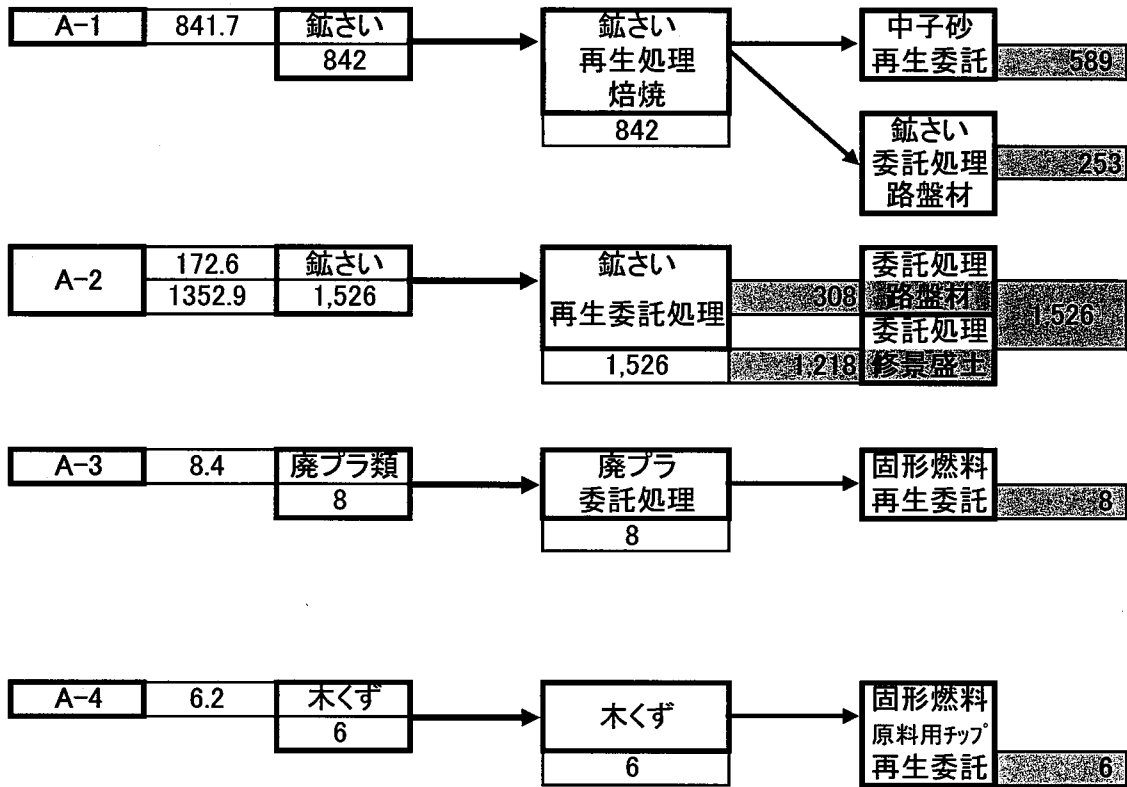 A-1 841.7 鉱さい 鉱さい 中子砂
842 再生処理 再生委託 589
焙焼
842 鉱さい
委託処理 253
路盤材
A-2 172.6 鉱さい 鉱さい 委託処理
1352.9 1,526 308 路盤材 1,526
再生委託処理 委託処理
1,526 1,218 修景盛土
A-3 8.4 廃プラ類 廃プラ 固形燃料
8 委託処理 再生委託 8
8
A-4 6.2 木くず 木くず 固形燃料
6 原料用チップ
6 再生委託 6